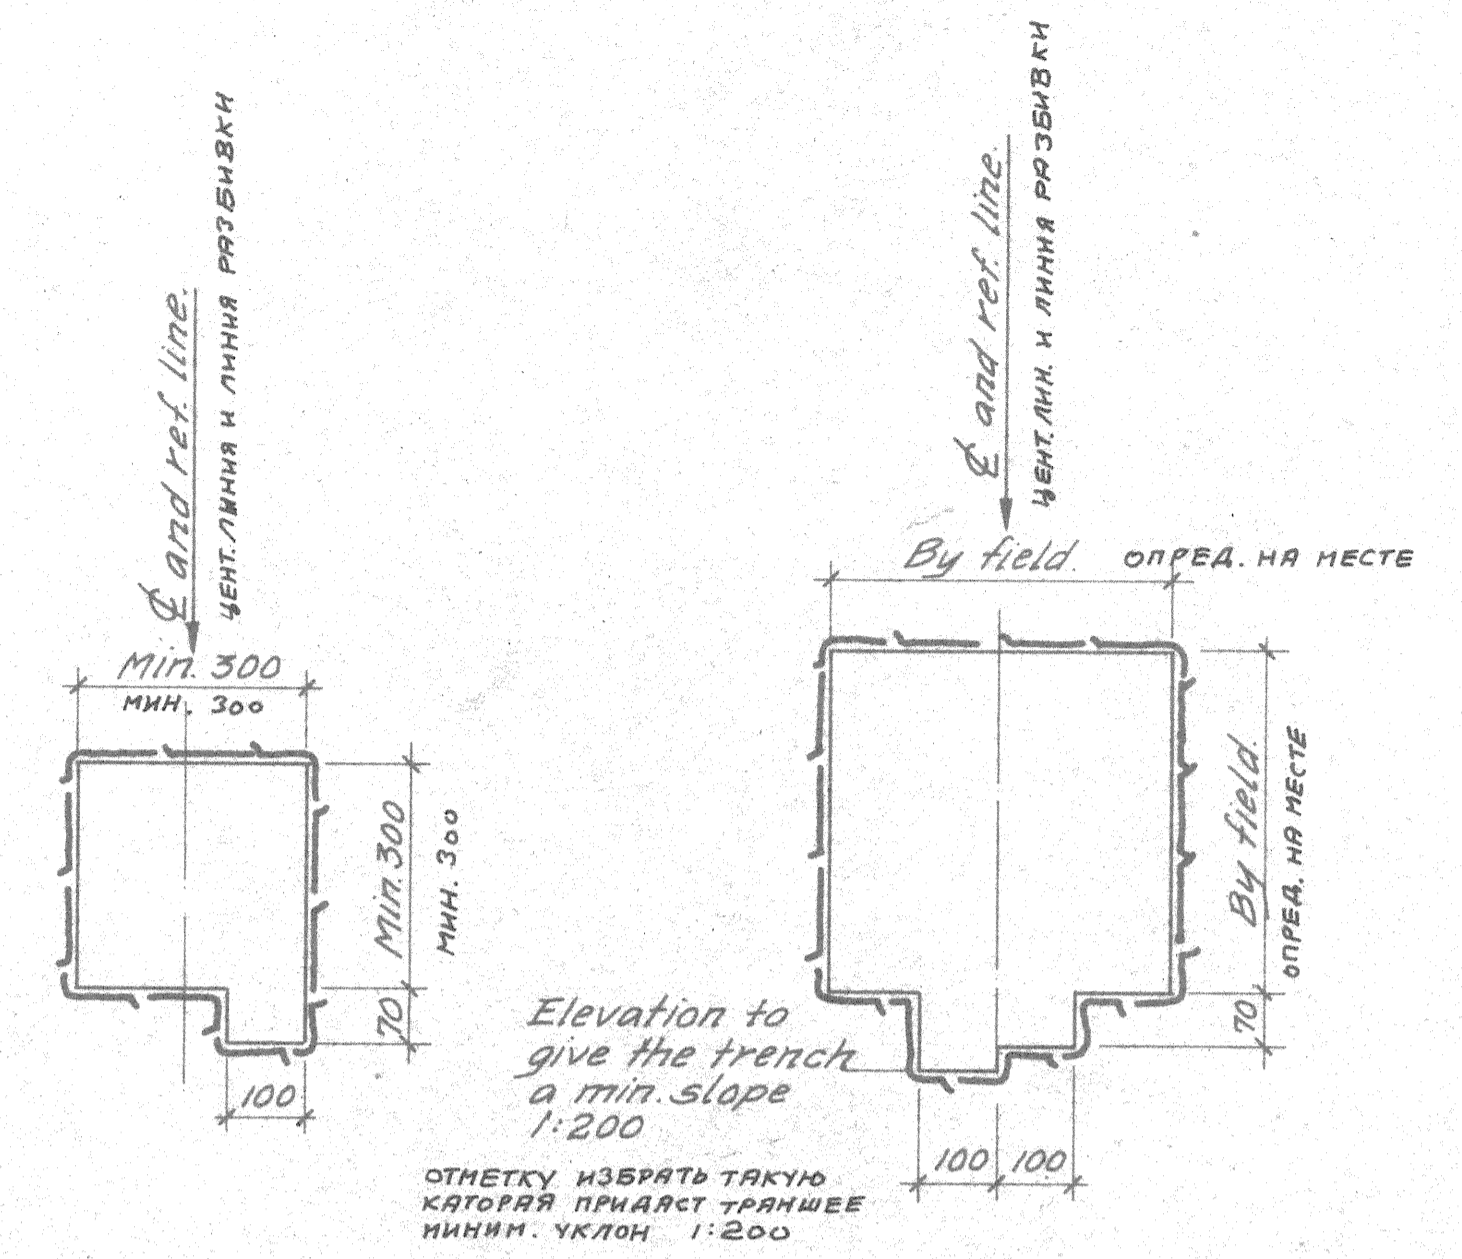 ℄ and ref. line.
ЦЕНТ. ЛИНИЯ И ЛИНИЯ РАЗБИВКИ
Min. 300
МИН. 300
Min. 300
МИН. 300
70
100
℄ and ref. line.
ЦЕНТ. ЛИН. И ЛИНИЯ РАЗБИВКИ
By field.
ОПРЕД. НА МЕСТЕ
By field.
ОПРЕД. НА МЕСТЕ
70
100
100
Elevation to
give the trench
a min. slope
1:200
ОТМЕТКУ ИЗБРАТЬ ТАКУЮ
КАТОРАЯ ПРИДАСТ ТРАНШЕЕ
МИНИМ. УКЛОН 1:200